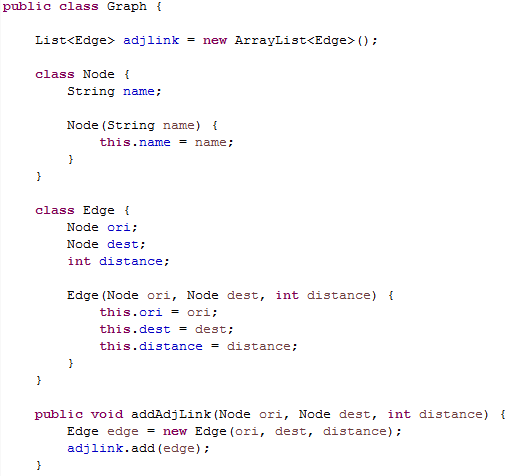 public class Graph {
List<Edge> adjlink = new ArrayList<Edge>();
class Node {
String name;
Node(String name) {
this.name = name;
}
}
class Edge {
Node ori;
Node dest;
int distance;
Edge(Node ori, Node dest, int distance) {
this.ori = ori;
this.dest = dest;
this.distance = distance;
}
}
public void addAdjLink(Node ori, Node dest, int distance) {
Edge edge = new Edge(ori, dest, distance);
adjlink.add(edge);
}